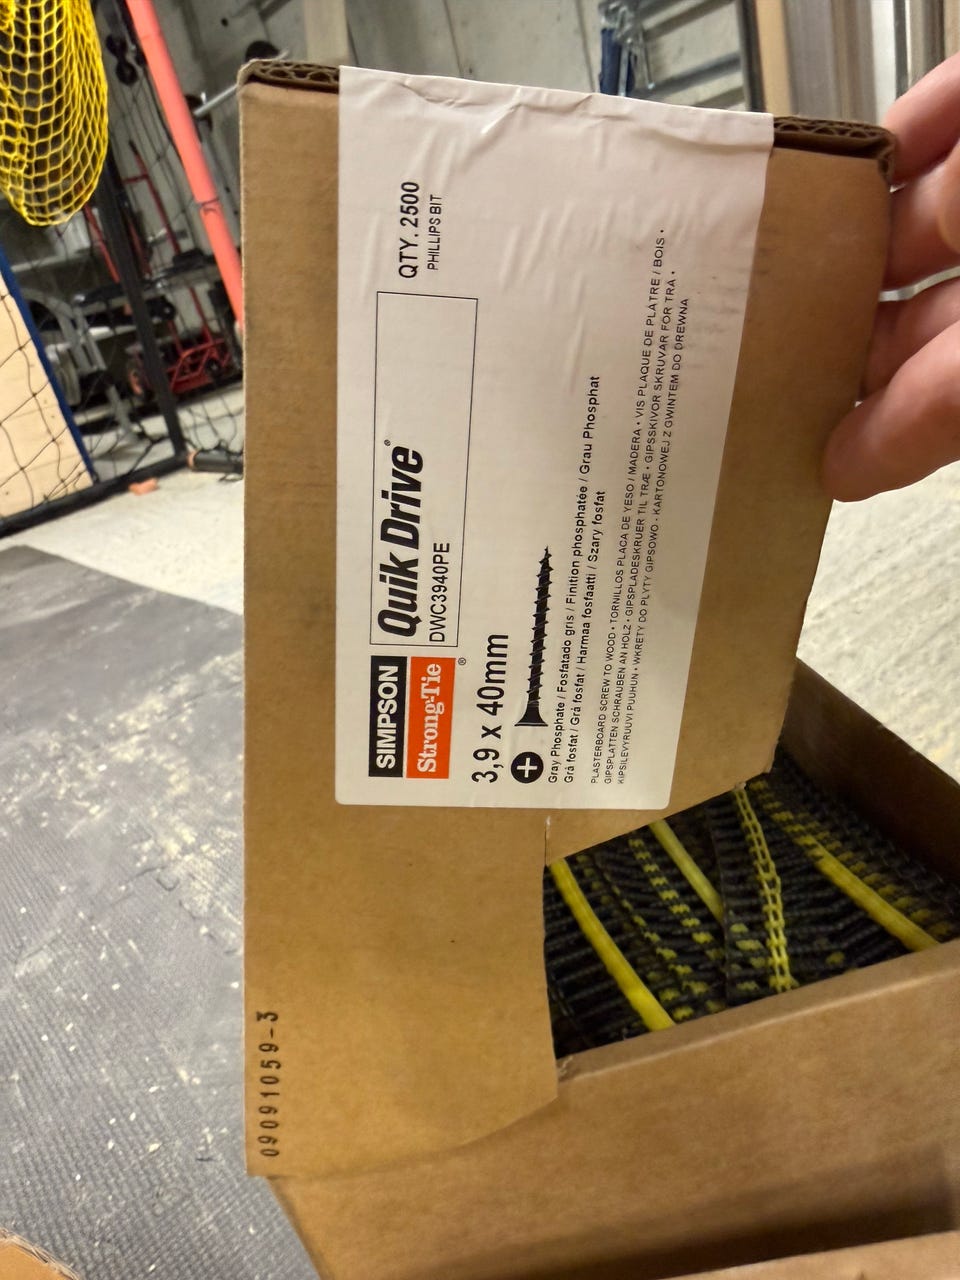 SIMPSON
Strong-Tie
®
Quik Drive®
DWC3940PE
QTY. 2500
PHILLIPS BIT
3,9 x 40mm
Gray Phosphate / Fosfatado gris / Finition phosphatée / Grau Phosphat
Grå fosfat / Grå fosfat / Harmaa fosfaatti / Szary fosfat
PLASTERBOARD SCREW TO WOOD • TORNILLOS PLACA DE YESO / MADERA • VIS PLAQUE DE PLATRE / BOIS •
GIPSPLATTEN SCHRAUBEN AN HOLZ • GIPSPLADESKRUER TIL TRÆ • GIPSSKIVOR SKRUVAR FÖR TRÄ •
KIPSILEVYRUUVI PUUHUN • WKRETY DO PLYTY GIPSOWO - KARTONOWEJ Z GWINTEM DO DREWNA
09091059-3